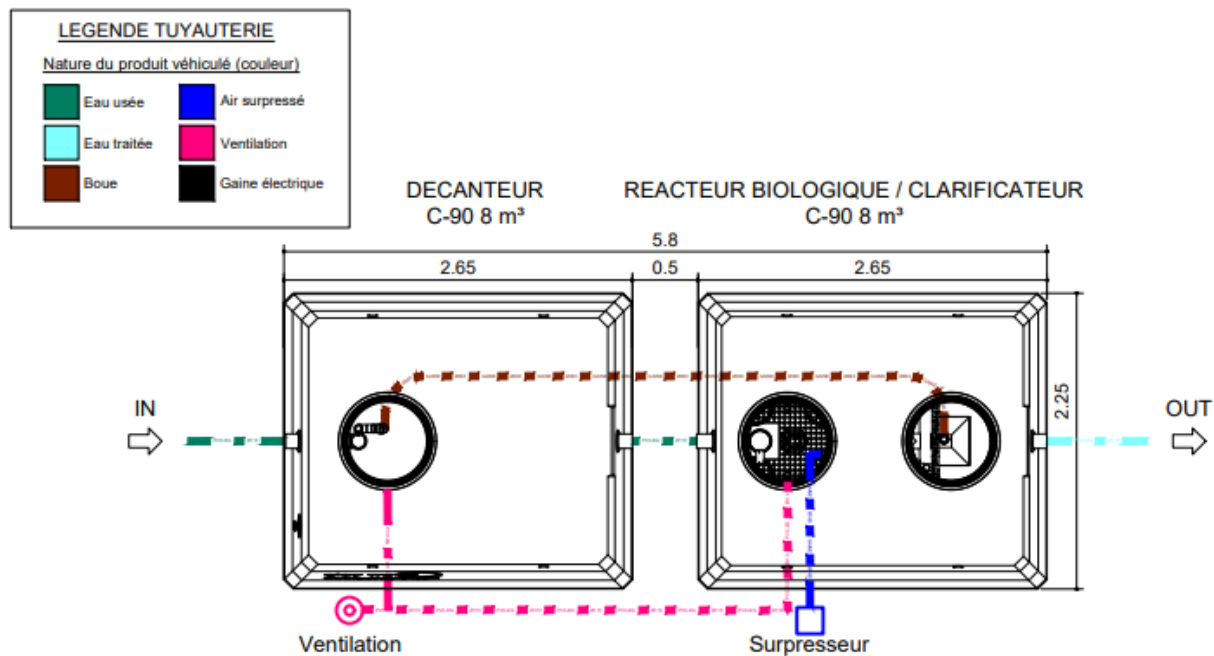 LEGENDE TUYAUTERIE
Nature du produit véhiculé (couleur)
Eau usée
Air surpressé
Eau traitée
Ventilation
Boue
Gaine électrique
DECANTEUR
C-90 8 m³
REACTEUR BIOLOGIQUE / CLARIFICATEUR
C-90 8 m³
5.8
2.65
0.5
2.65
2.25
IN
OUT
Ventilation
Surpresseur